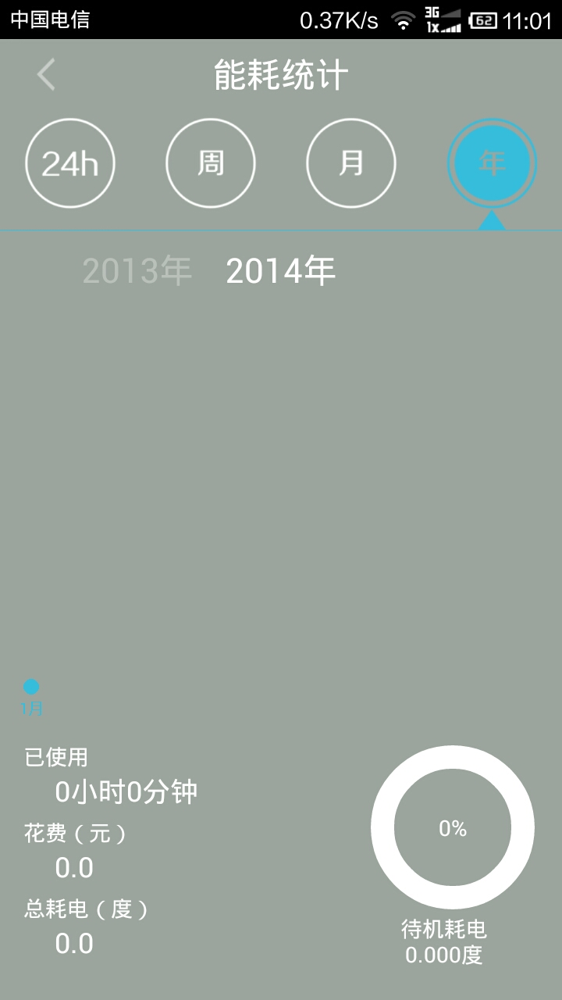 中国电信 0.37K/s 3G 1x 62 11:01
能耗统计
24h 周 月 年
2013年 2014年
1月
已使用
0小时0分钟
花费（元）
0.0
总耗电（度）
0.0
0%
待机耗电
0.000度